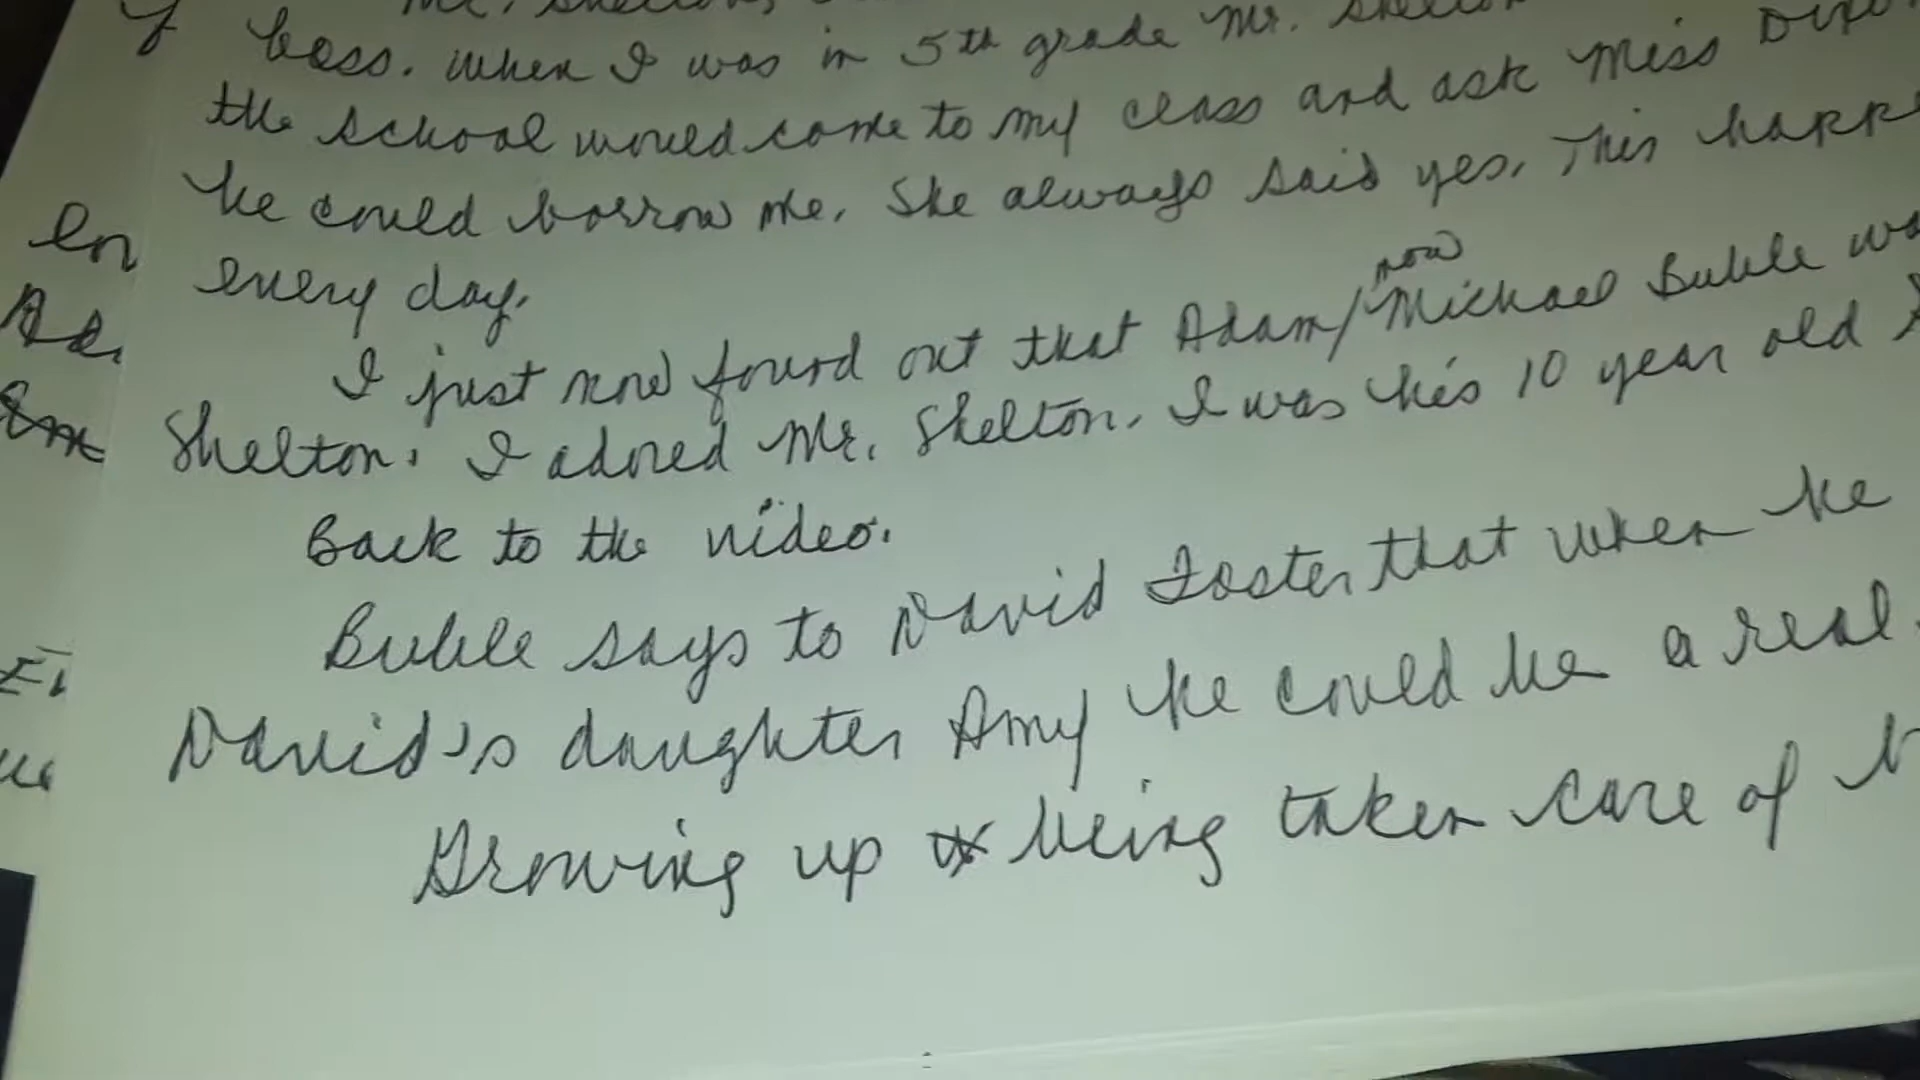 Mr. Shelton,
boss. When I was in 5th grade Mr. Shelton
the school would come to my class and ask Miss
he could borrow me. She always said yes. This
every day.
I just now found out that Adam/now Michael Buble
Shelton. I adored Mr. Shelton. I was his 10 year old
Back to the video.
Buble says to David Foster that when he
David's daughter Amy he could be a real
Growing up being taken care of